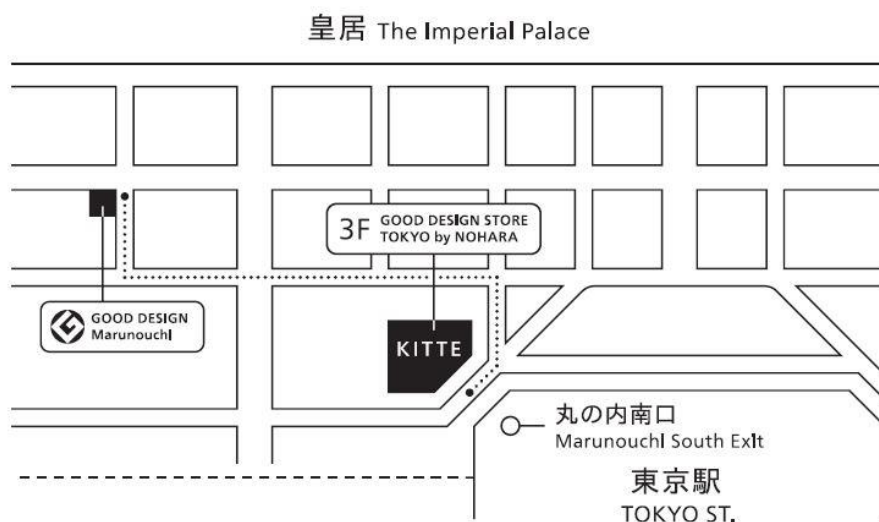 皇居 The Imperial Palace
3F GOOD DESIGN STORE
TOKYO by NOHARA
GOOD DESIGN
Marunouchi
KITTE
丸の内南口
Marunouchi South Exit
東京駅
TOKYO ST.